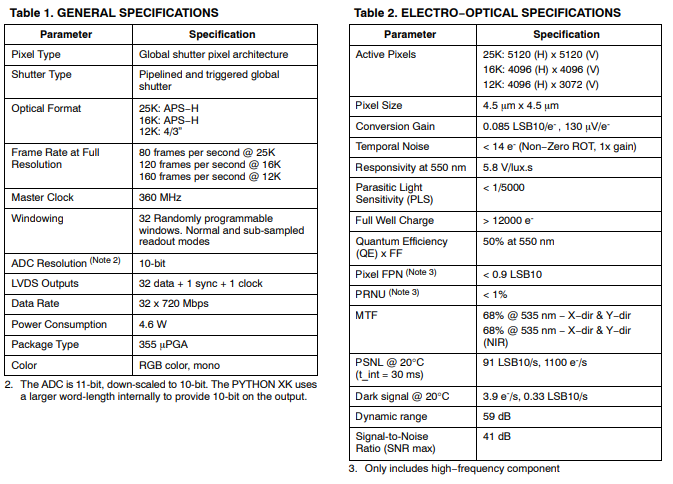 Table 1. GENERAL SPECIFICATIONS
Parameter Specification
Pixel Type Global shutter pixel architecture
Shutter Type Pipelined and triggered global
shutter
Optical Format 25K: APS−H
16K: APS−H
12K: 4/3”
Frame Rate at Full 80 frames per second @ 25K
Resolution 120 frames per second @ 16K
160 frames per second @ 12K
Master Clock 360 MHz
Windowing 32 Randomly programmable
windows. Normal and sub-sampled
readout modes
ADC Resolution (Note 2) 10-bit
LVDS Outputs 32 data + 1 sync + 1 clock
Data Rate 32 x 720 Mbps
Power Consumption 4.6 W
Package Type 355 μPGA
Color RGB color, mono
2. The ADC is 11-bit, down-scaled to 10-bit. The PYTHON XK uses
a larger word-length internally to provide 10-bit on the output.
Table 2. ELECTRO−OPTICAL SPECIFICATIONS
Parameter Specification
Active Pixels 25K: 5120 (H) x 5120 (V)
16K: 4096 (H) x 4096 (V)
12K: 4096 (H) x 3072 (V)
Pixel Size 4.5 μm x 4.5 μm
Conversion Gain 0.085 LSB10/e-, 130 μV/e-
Temporal Noise < 14 e- (Non−Zero ROT, 1x gain)
Responsivity at 550 nm 5.8 V/lux.s
Parasitic Light < 1/5000
Sensitivity (PLS)
Full Well Charge > 12000 e-
Quantum Efficiency 50% at 550 nm
(QE) x FF
Pixel FPN (Note 3) < 0.9 LSB10
PRNU (Note 3) < 1%
MTF 68% @ 535 nm − X−dir & Y−dir
68% @ 535 nm − X−dir & Y−dir
(NIR)
PSNL @ 20°C 91 LSB10/s, 1100 e-/s
(t_int = 30 ms)
Dark signal @ 20°C 3.9 e-/s, 0.33 LSB10/s
Dynamic range 59 dB
Signal-to-Noise 41 dB
Ratio (SNR max)
3. Only includes high−frequency component